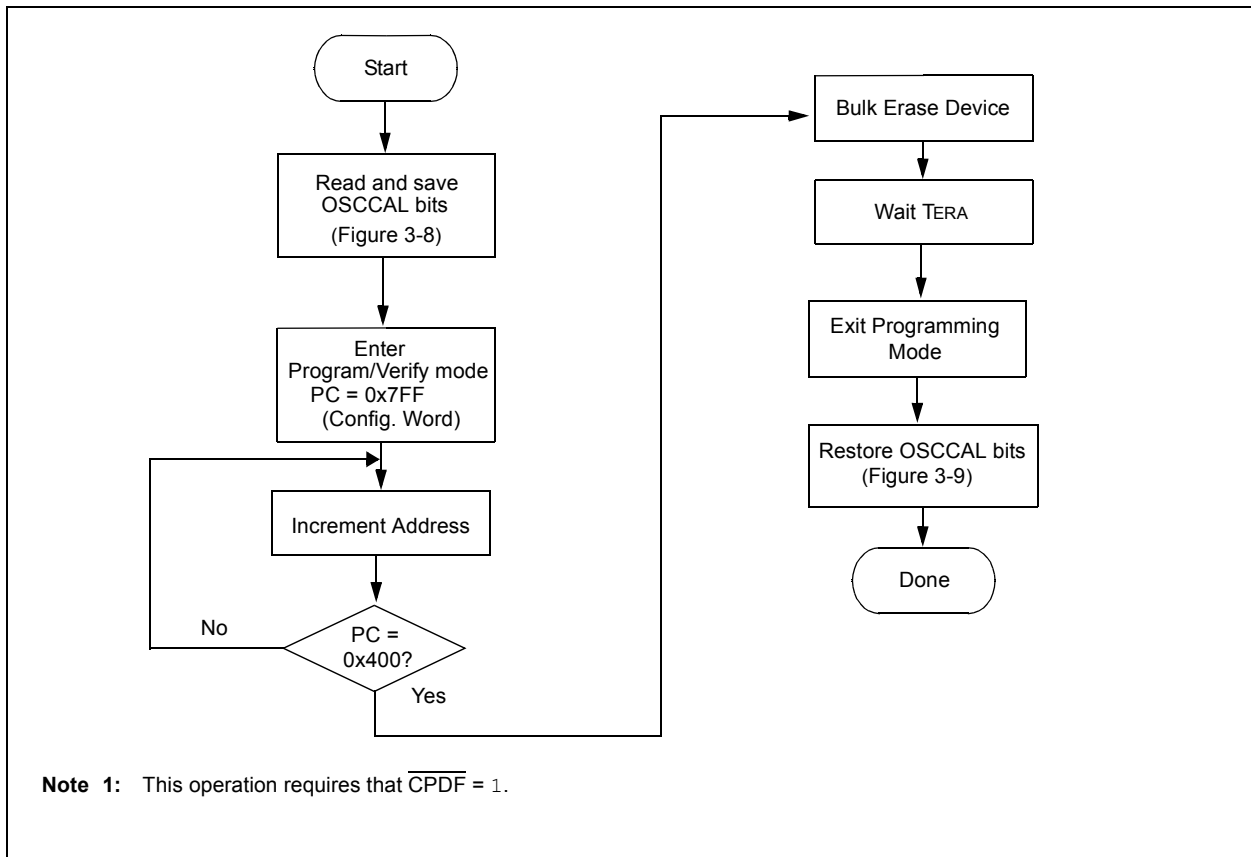 Start
Read and save
OSCCAL bits
(Figure 3-8)
Enter
Program/Verify mode
PC = 0x7FF
(Config. Word)
Increment Address
No
PC =
0x400?
Yes
Bulk Erase Device
Wait TERA
Exit Programming
Mode
Restore OSCCAL bits
(Figure 3-9)
Done
Note 1: This operation requires that C̅P̅D̅F̅ = 1.